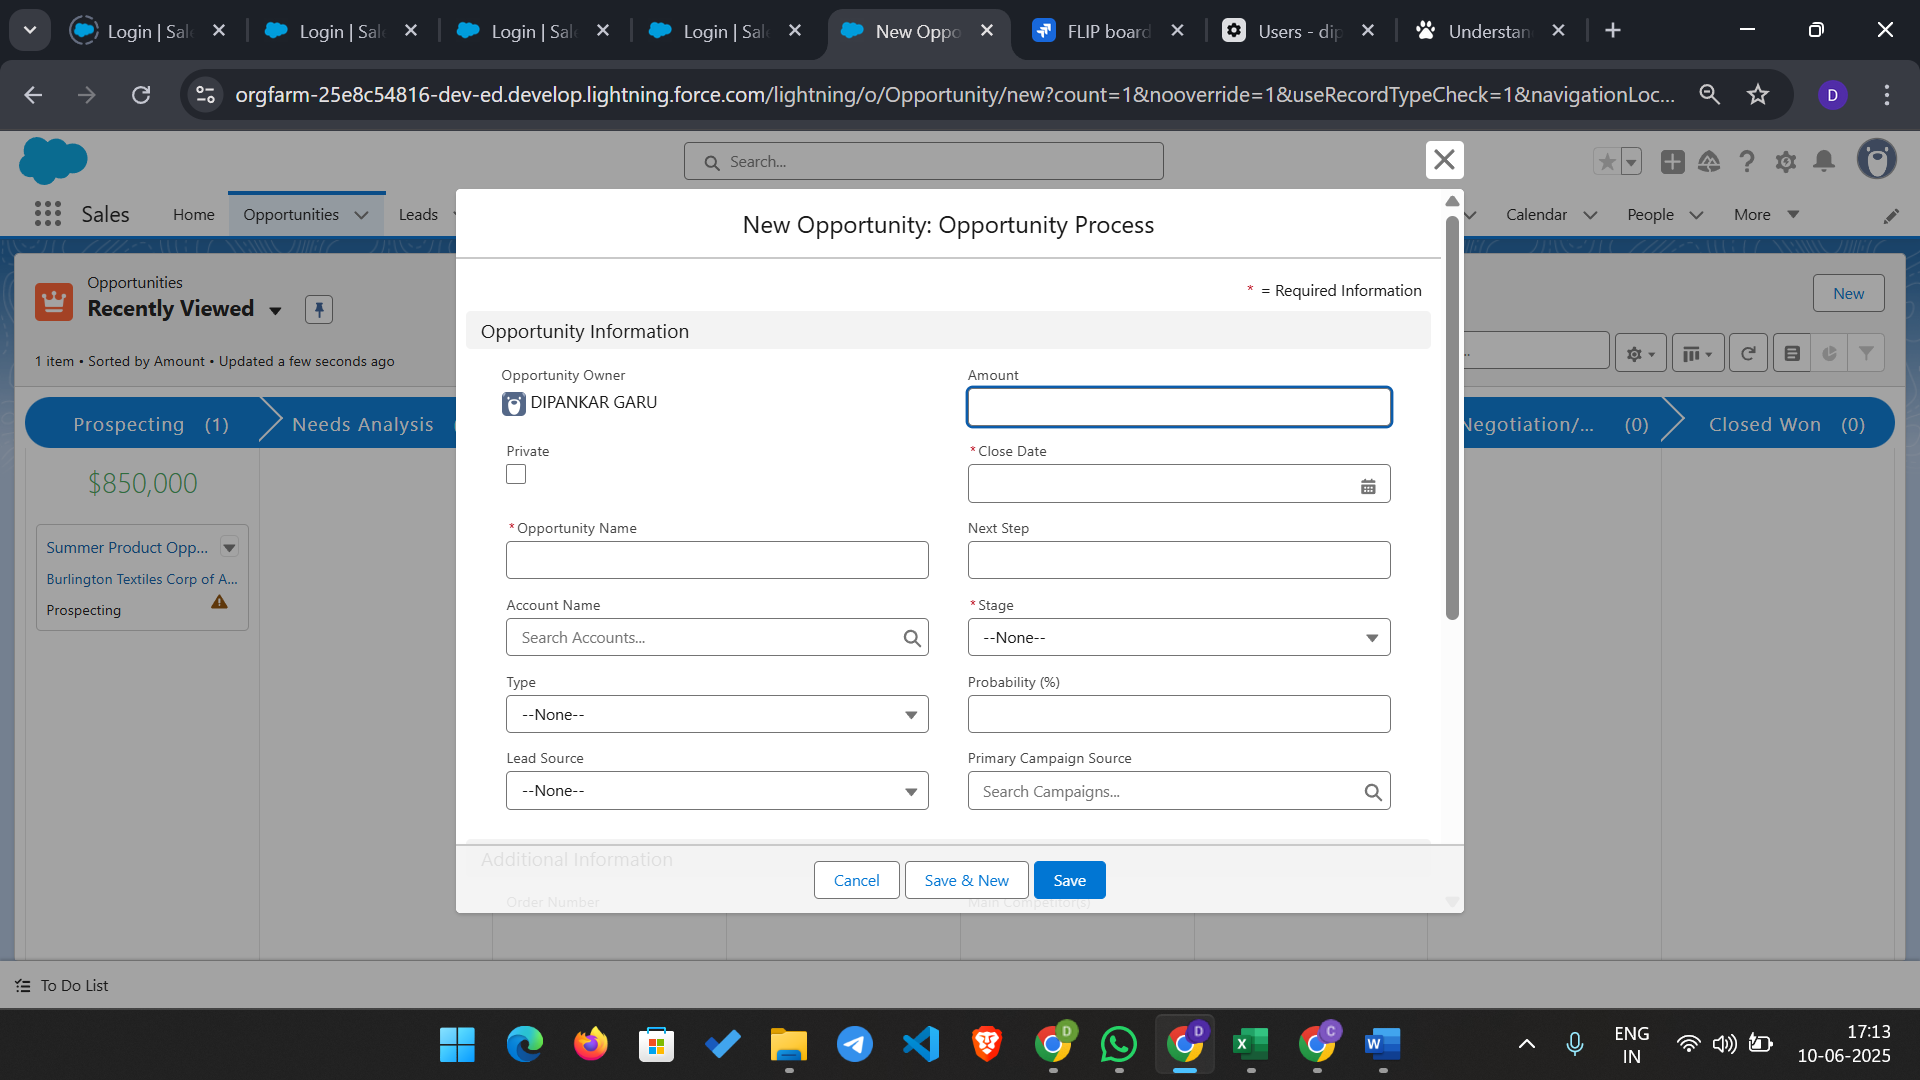 Login | Sal
Login | Sal
Login | Sal
Login | Sal
New Oppo
FLIP board
Users - dip
Understan
orgfarm-25e8c54816-dev-ed.develop.lightning.force.com/lightning/o/Opportunity/new?count=1&nooverride=1&useRecordTypeCheck=1&navigationLoc...
D
Search...
Sales
Home
Opportunities
Leads
Calendar
People
More
New Opportunity: Opportunity Process
* = Required Information
Opportunities
Recently Viewed
New
1 item • Sorted by Amount • Updated a few seconds ago
Opportunity Information
Opportunity Owner
DIPANKAR GARU
Amount
Prospecting (1)
Needs Analysis
Negotiation/... (0)
Closed Won (0)
Private
*Close Date
$850,000
*Opportunity Name
Next Step
Summer Product Opp...
Burlington Textiles Corp of A...
Prospecting
Account Name
Search Accounts...
*Stage
--None--
Type
--None--
Probability (%)
Lead Source
--None--
Primary Campaign Source
Search Campaigns...
Additional Information
Cancel
Save & New
Save
Order Number
Main Competitor(s)
To Do List
D
D
C
ENG
IN
17:13
10-06-2025